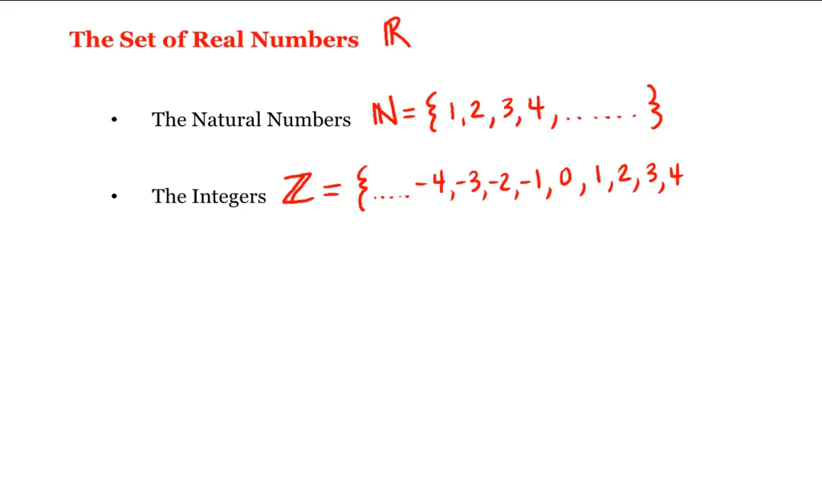 The Set of Real Numbers ℝ
• The Natural Numbers ℕ = {1, 2, 3, 4, ....... }
• The Integers ℤ = {..... -4, -3, -2, -1, 0, 1, 2, 3, 4